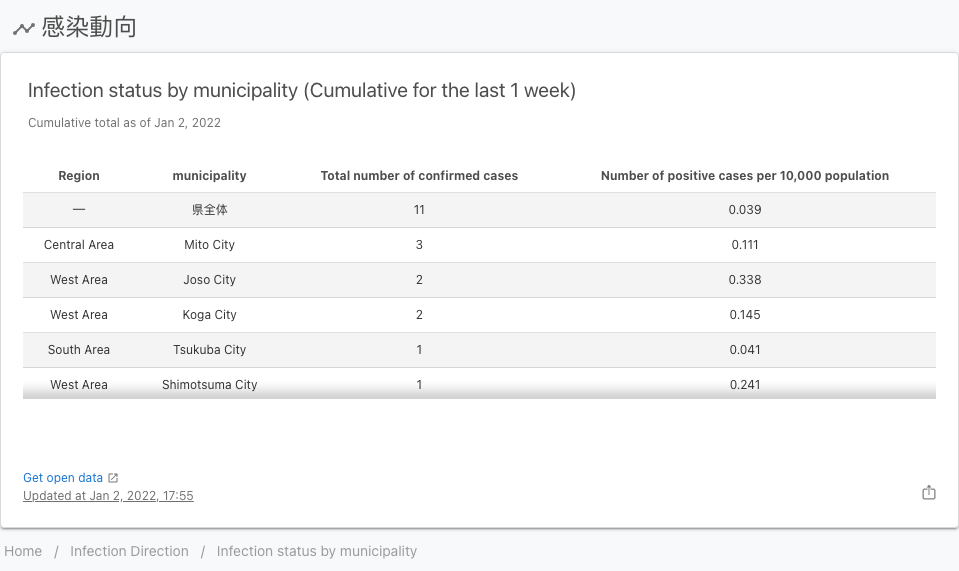 感染動向
Infection status by municipality (Cumulative for the last 1 week)
Cumulative total as of Jan 2, 2022
Region municipality Total number of confirmed cases Number of positive cases per 10,000 population
— 県全体 11 0.039
Central Area Mito City 3 0.111
West Area Joso City 2 0.338
West Area Koga City 2 0.145
South Area Tsukuba City 1 0.041
West Area Shimotsuma City 1 0.241
Get open data
Updated at Jan 2, 2022, 17:55
Home / Infection Direction / Infection status by municipality